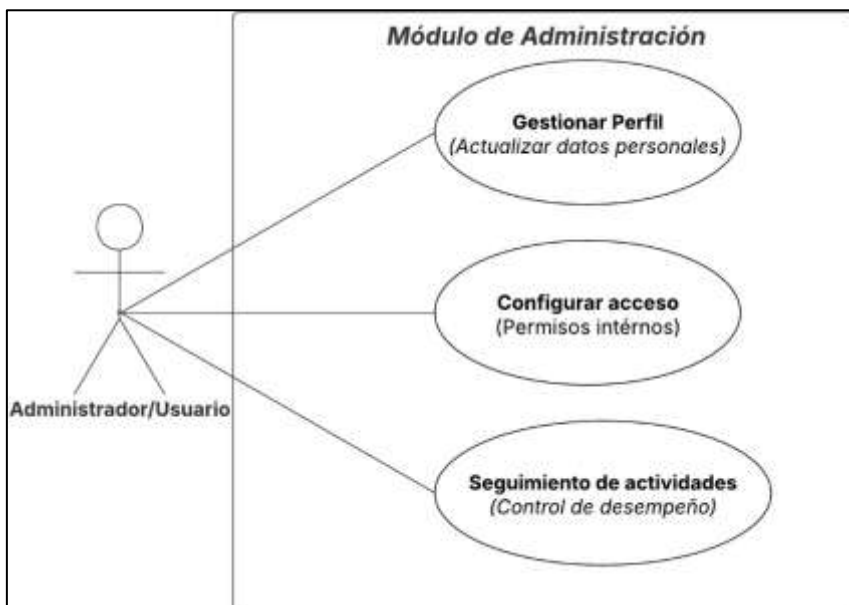 Módulo de Administración
Gestionar Perfil
(Actualizar datos personales)
Configurar acceso
(Permisos intérnos)
Administrador/Usuario
Seguimiento de actividades
(Control de desempeño)